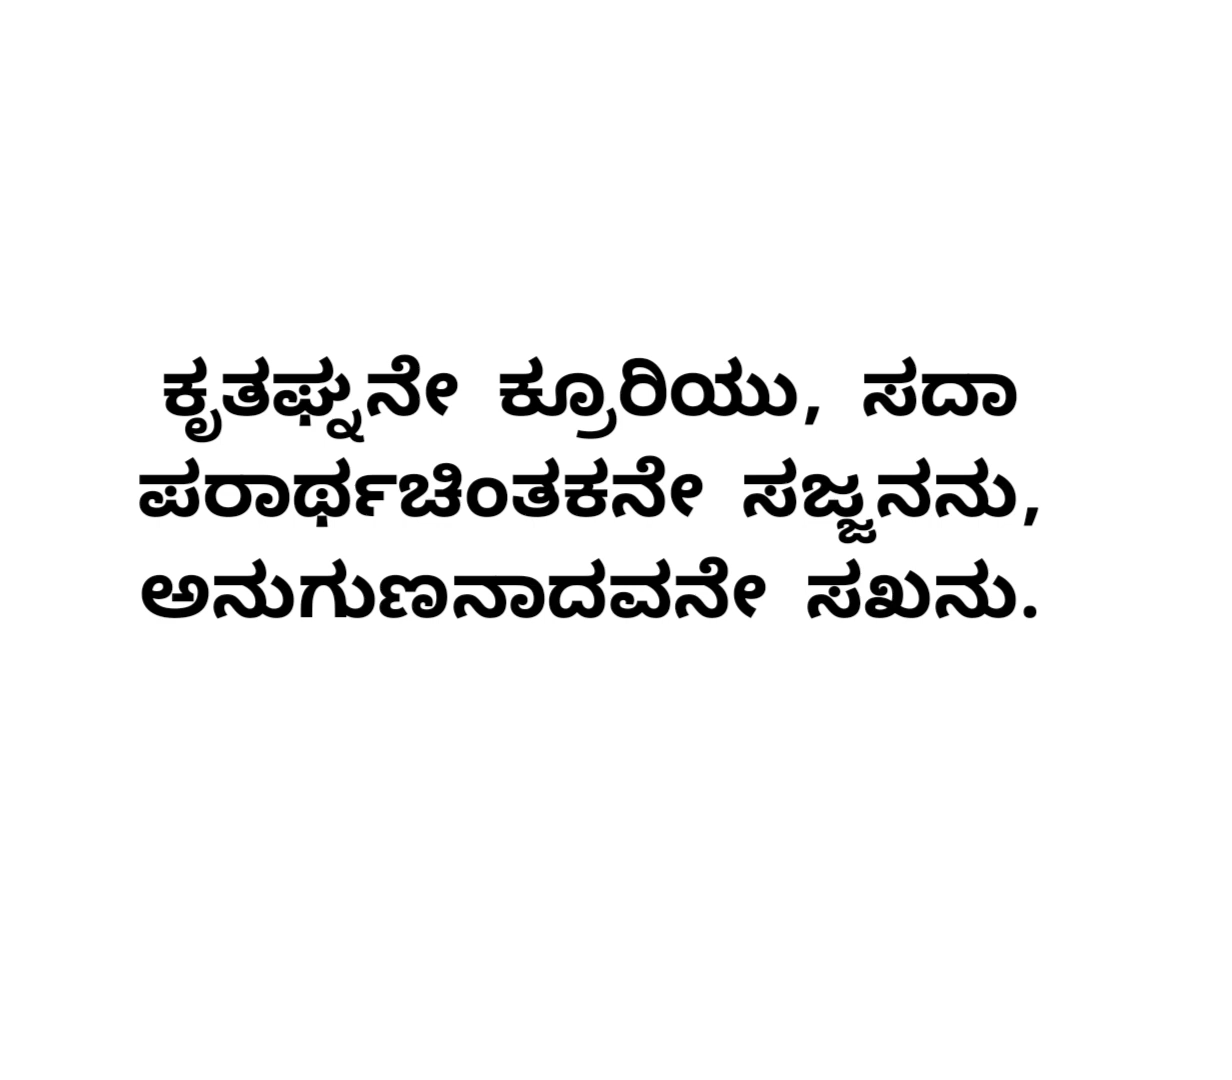 ಕೃತಘ್ನನೇ ಕ್ರೂರಿಯು, ಸದಾ
ಪರಾರ್ಥಚಿಂತಕನೇ ಸಜ್ಜನನು,
ಅನುಗುಣನಾದವನೇ ಸಖನು.